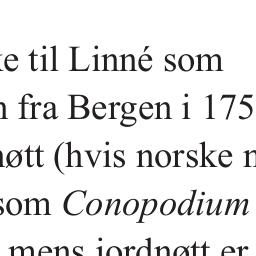 ke til Linné som
n fra Bergen i 175
nøtt (hvis norske n
som Conopodium
mens jordnøtt er